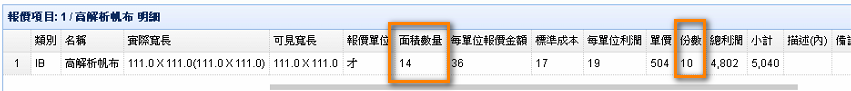 報價項目: 1 / 高解析帆布 明細
類別 名稱 實際寬長 可見寬長 報價單位 面積數量 每單位報價金額 標準成本 每單位利潤 單價 份數 總利潤 小計 描述(內)
1 IB 高解析帆布 111.0 X 111.0(111.0 X 111.0) 111.0 X 111.0 才 14 36 17 19 504 10 4,802 5,040